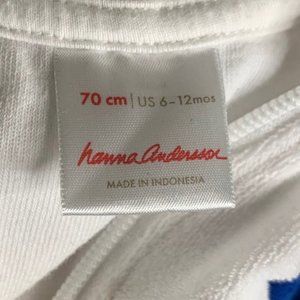 70 cm | US 6-12mos
hanna andersson
MADE IN INDONESIA